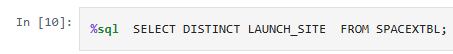 In [10]: %sql SELECT DISTINCT LAUNCH_SITE FROM SPACEXTBL;